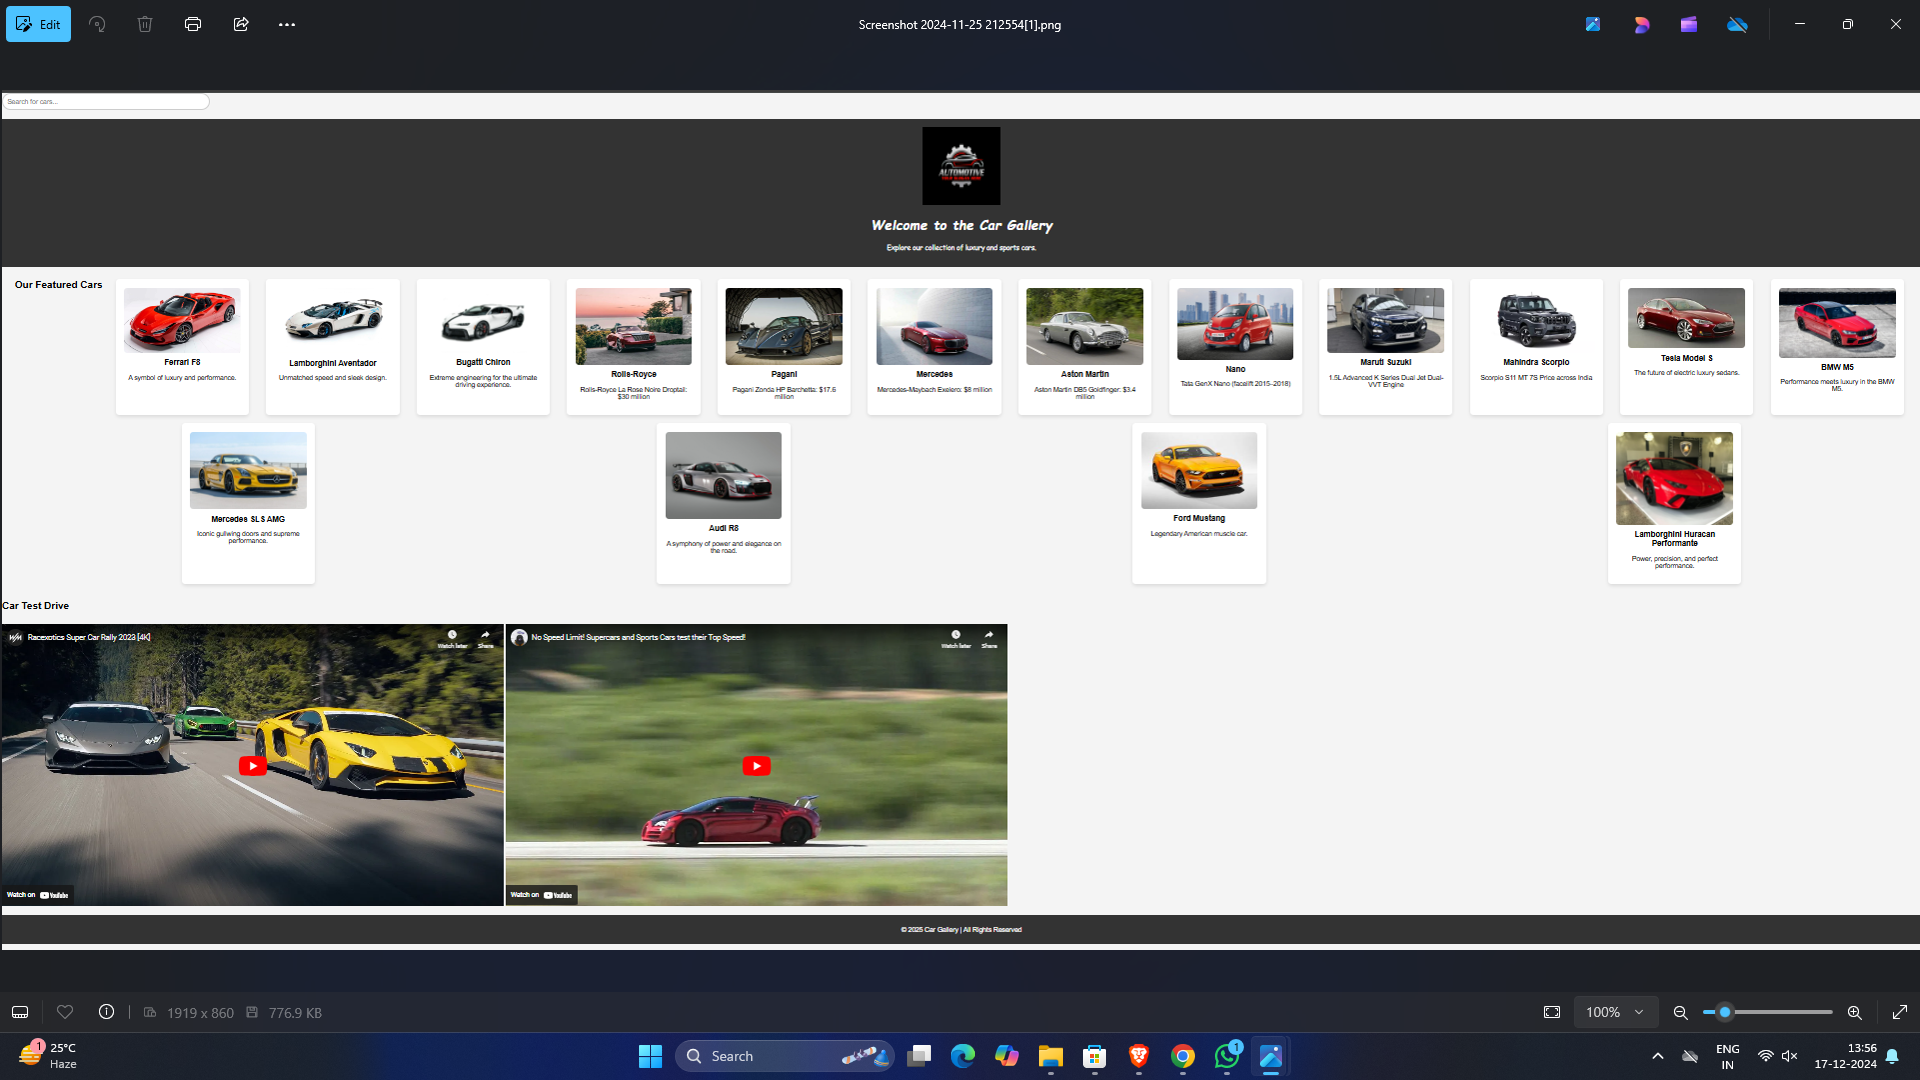 Edit
Screenshot 2024-11-25 212554[1].png
Search for cars...
AUTOMOTIVE
Welcome to the Car Gallery
Explore our collection of luxury and sports cars.
Our Featured Cars
Ferrari F8
A symbol of luxury and performance.
Lamborghini Aventador
Unmatched speed and sleek design.
Bugatti Chiron
Extreme engineering for the ultimate
driving experience.
Rolls-Royce
Rolls-Royce La Rose Noire Droptail:
$30 million
Pagani
Pagani Zonda HP Barchetta: $17.6
million
Mercedes
Mercedes-Maybach Exelero: $8 million
Aston Martin
Aston Martin DB5 Goldfinger: $3.4
million
Nano
Tata GenX Nano (facelift 2015–2018)
Maruti Suzuki
1.5L Advanced K Series Dual Jet Dual-
VVT Engine
Mahindra Scorpio
Scorpio S11 MT 7S Price across India
Tesla Model S
The future of electric luxury sedans.
BMW M5
Performance meets luxury in the BMW
M5.
Mercedes SLS AMG
Iconic gullwing doors and supreme
performance.
Audi R8
A symphony of power and elegance on
the road.
Ford Mustang
Legendary American muscle car.
Lamborghini Huracan
Performante
Power, precision, and perfect
performance.
Car Test Drive
Racexotics Super Car Rally 2023 [4K]
Watch later
Share
Watch on YouTube
No Speed Limit! Supercars and Sports Cars test their Top Speed!
Watch later
Share
Watch on YouTube
© 2025 Car Gallery | All Rights Reserved
1919 x 860
776.9 KB
100%
1
25°C
Haze
Search
1
ENG
IN
13:56
17-12-2024